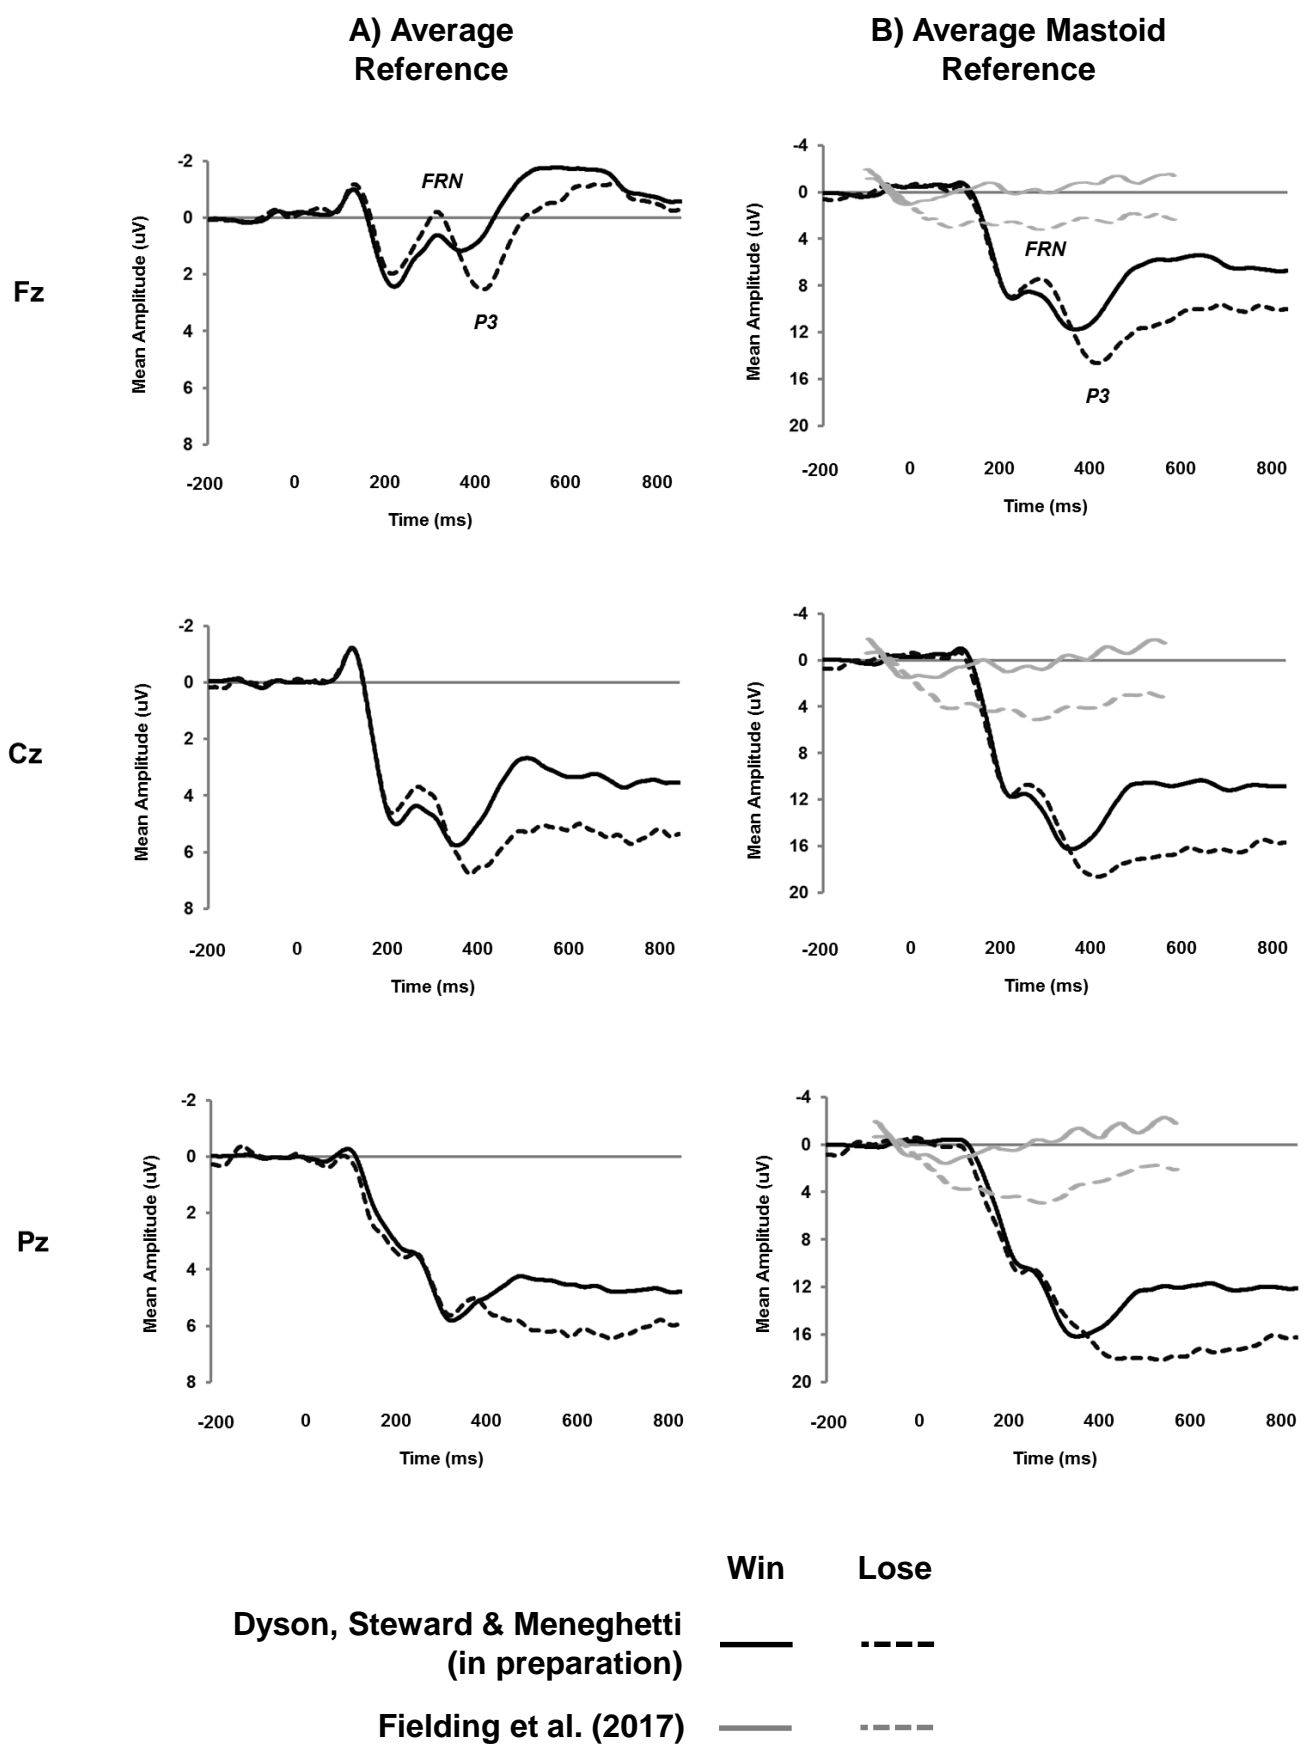 A) Average
Reference
B) Average Mastoid
Reference
Fz
Mean Amplitude (uV)
-2
0
2
4
6
8
FRN
P3
-200 0 200 400 600 800
Time (ms)
Mean Amplitude (uV)
-4
0
4
8
12
16
20
FRN
P3
-200 0 200 400 600 800
Time (ms)
Cz
Mean Amplitude (uV)
-2
0
2
4
6
8
-200 0 200 400 600 800
Time (ms)
Mean Amplitude (uV)
-4
0
4
8
12
16
20
-200 0 200 400 600 800
Time (ms)
Pz
Mean Amplitude (uV)
-2
0
2
4
6
8
-200 0 200 400 600 800
Time (ms)
Mean Amplitude (uV)
-4
0
4
8
12
16
20
-200 0 200 400 600 800
Time (ms)
Win Lose
Dyson, Steward & Meneghetti
(in preparation)
Fielding et al. (2017)